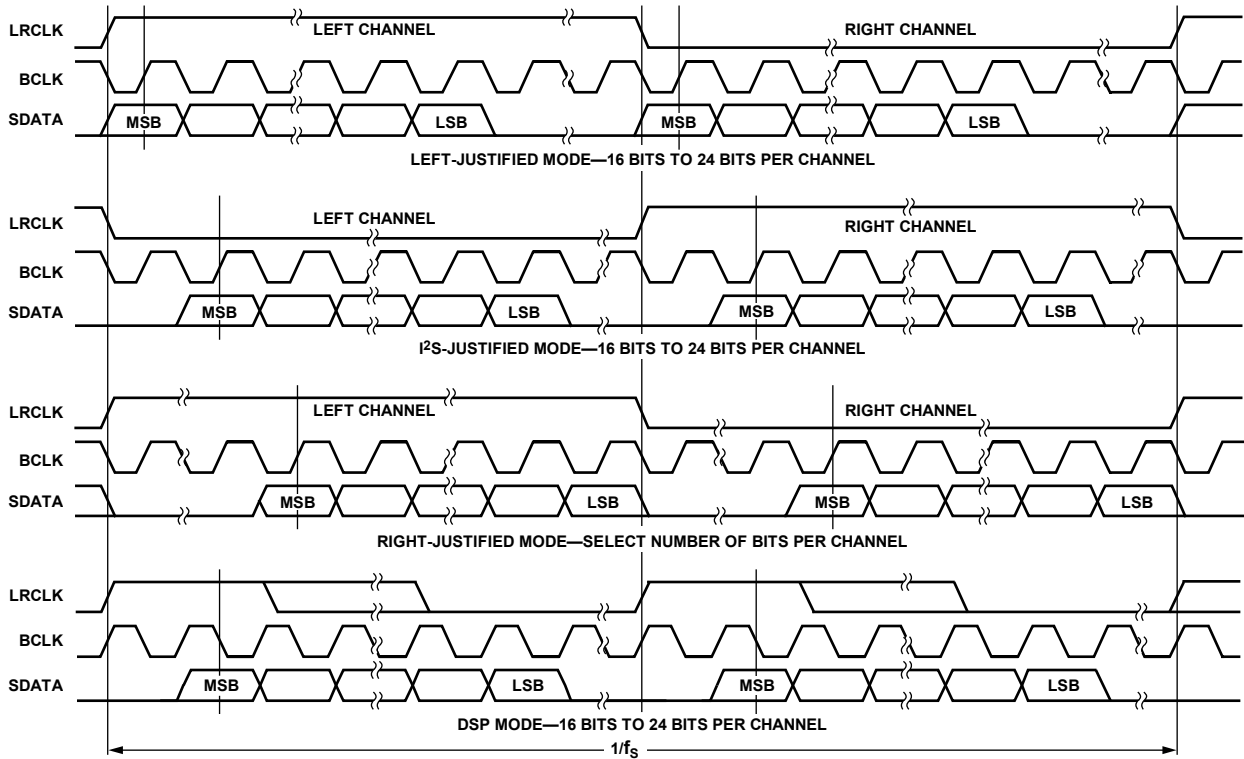 LRCLK LEFT CHANNEL RIGHT CHANNEL
BCLK
SDATA MSB LSB MSB LSB
LEFT-JUSTIFIED MODE—16 BITS TO 24 BITS PER CHANNEL
LRCLK LEFT CHANNEL RIGHT CHANNEL
BCLK
SDATA MSB LSB MSB LSB
I²S-JUSTIFIED MODE—16 BITS TO 24 BITS PER CHANNEL
LRCLK LEFT CHANNEL RIGHT CHANNEL
BCLK
SDATA MSB LSB MSB LSB
RIGHT-JUSTIFIED MODE—SELECT NUMBER OF BITS PER CHANNEL
LRCLK
BCLK
SDATA MSB LSB MSB LSB
DSP MODE—16 BITS TO 24 BITS PER CHANNEL
1/fS